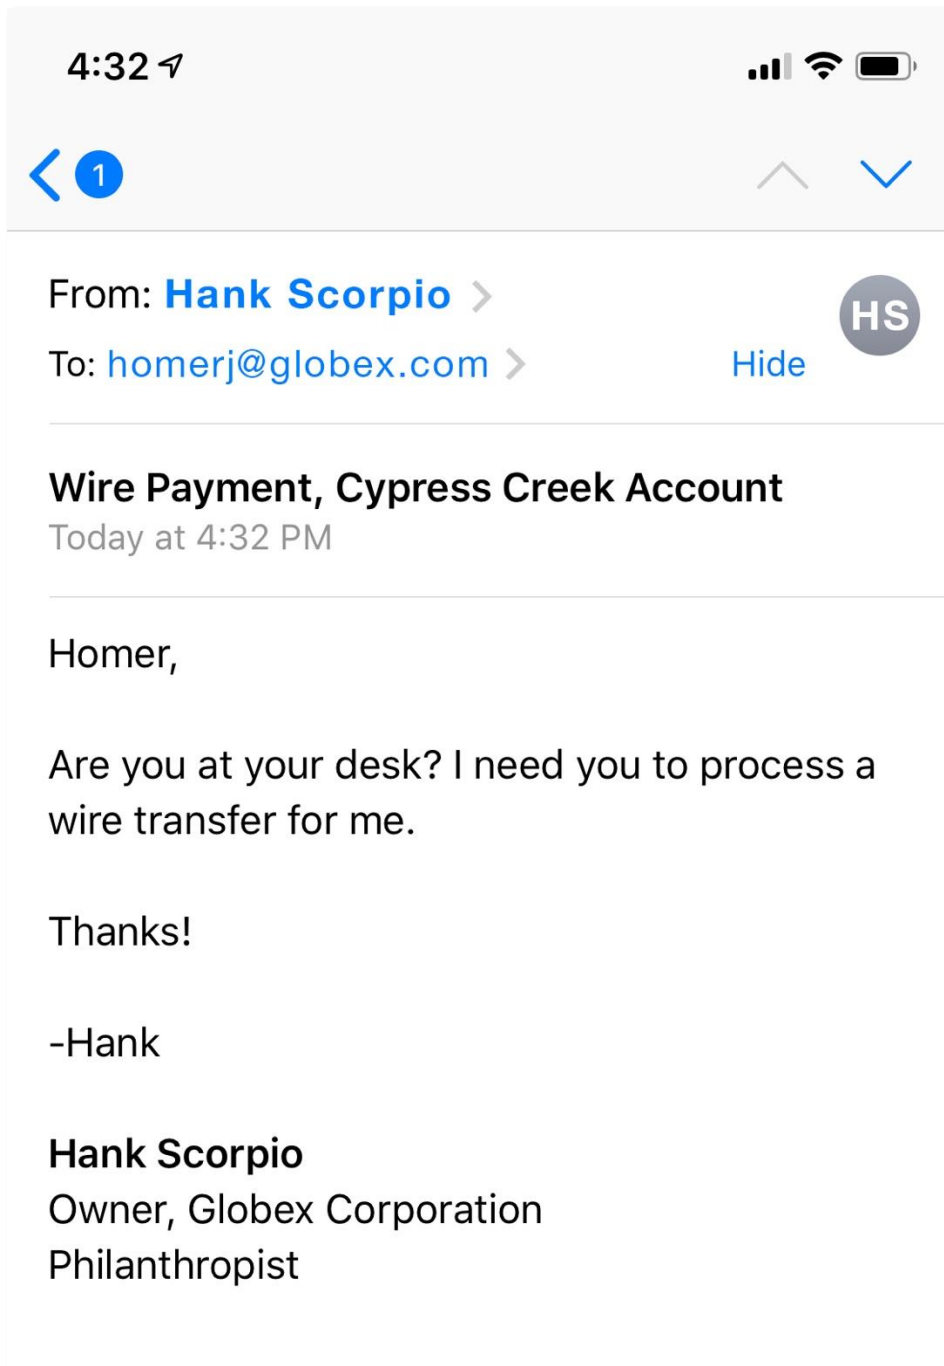 4:32
1
From: Hank Scorpio
HS
To: homerj@globex.com
Hide
Wire Payment, Cypress Creek Account
Today at 4:32 PM
Homer,
Are you at your desk? I need you to process a
wire transfer for me.
Thanks!
-Hank
Hank Scorpio
Owner, Globex Corporation
Philanthropist